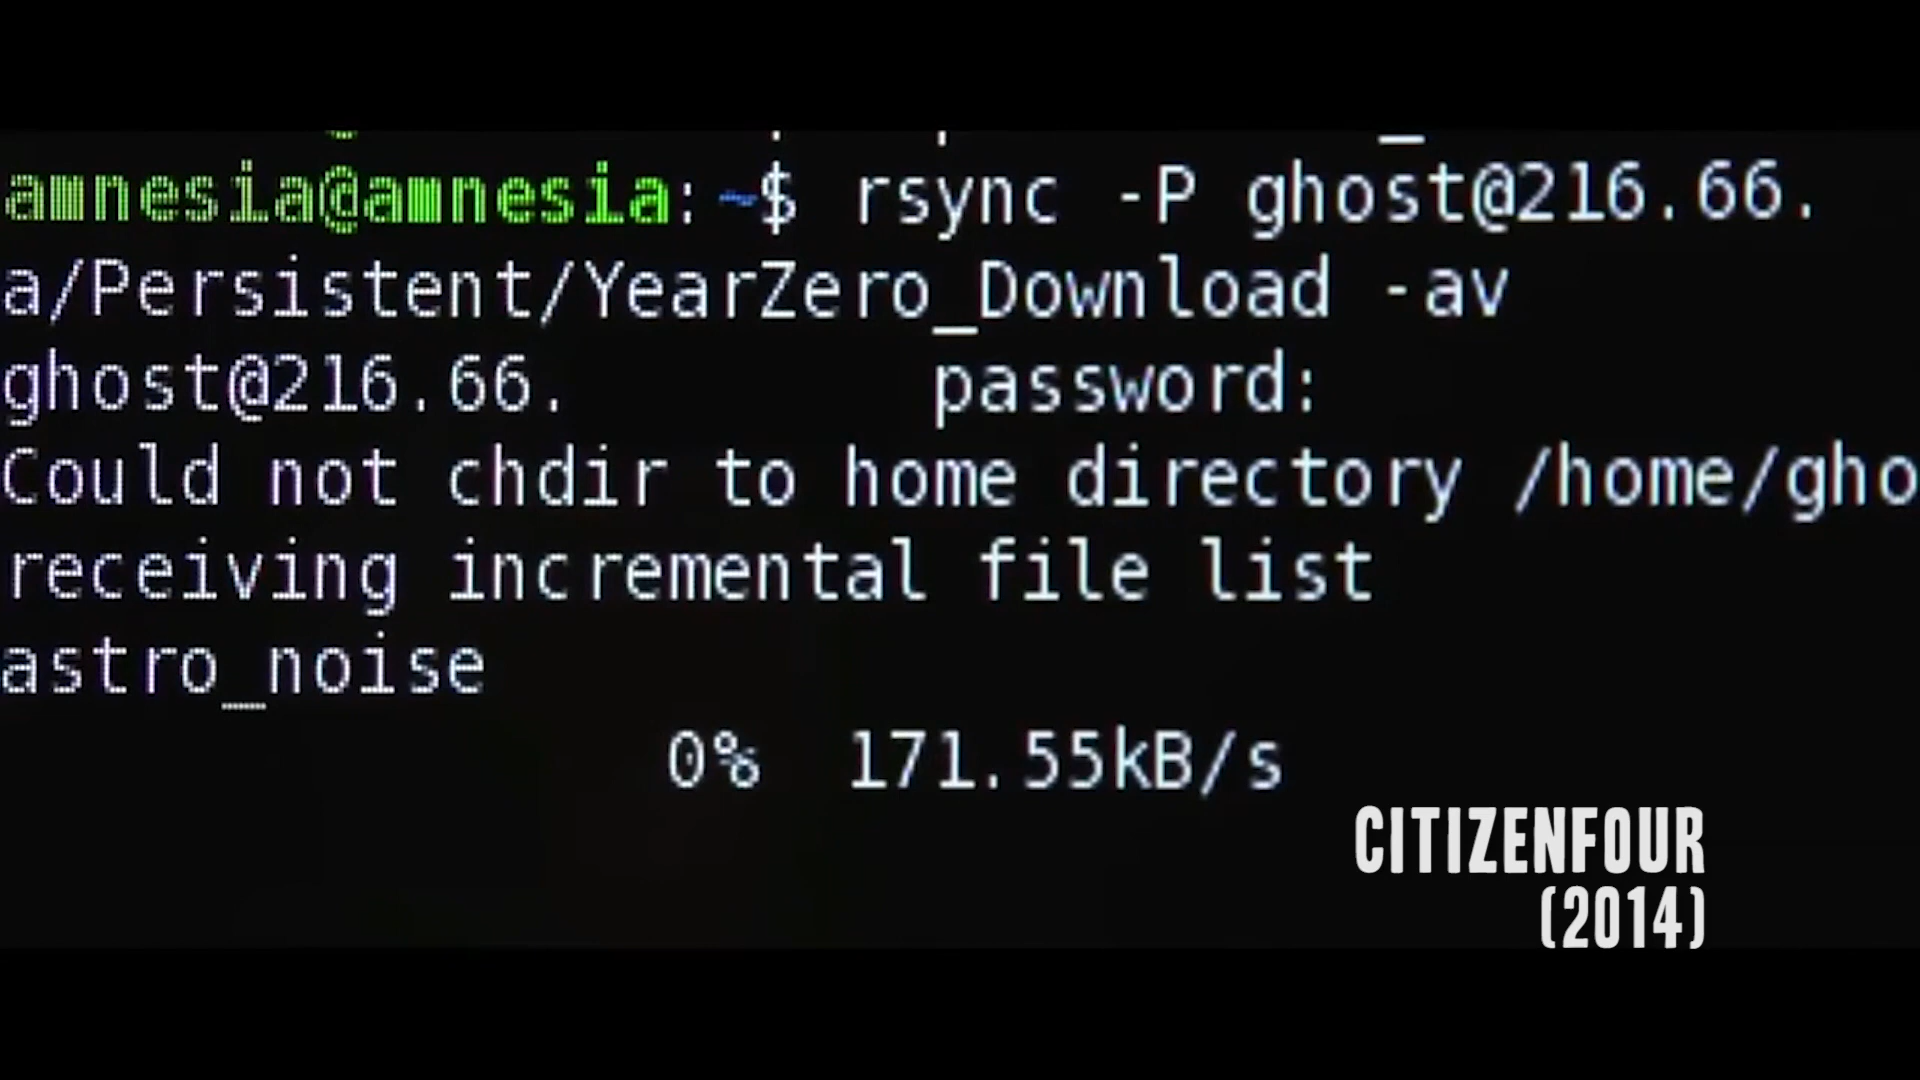 amnesia@amnesia:~$ rsync -P ghost@216.66.
a/Persistent/YearZero_Download -av
ghost@216.66. password:
Could not chdir to home directory /home/gho
receiving incremental file list
astro_noise
0% 171.55kB/s
CITIZENFOUR
(2014)